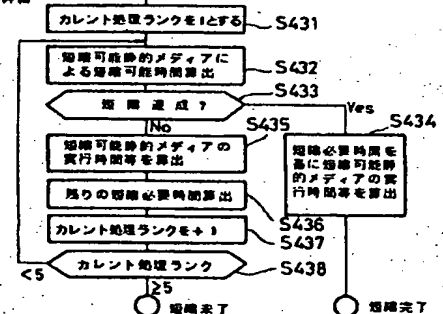 カレント処理ランクを1とする
S431
短縮可能静的メディアに
よる短縮可能時間算出
S432
S433
短縮達成?
Yes
No
S435
S434
短縮可能静的メディアの
実行時間等を算出
短縮必要時間を
基に短縮可能静
的メディアの実
行時間等を算出
残りの短縮必要時間算出
S436
カレント処理ランクを+1
S437
カレント処理ランク
S438
<5
≥5
短縮未了
短縮完了